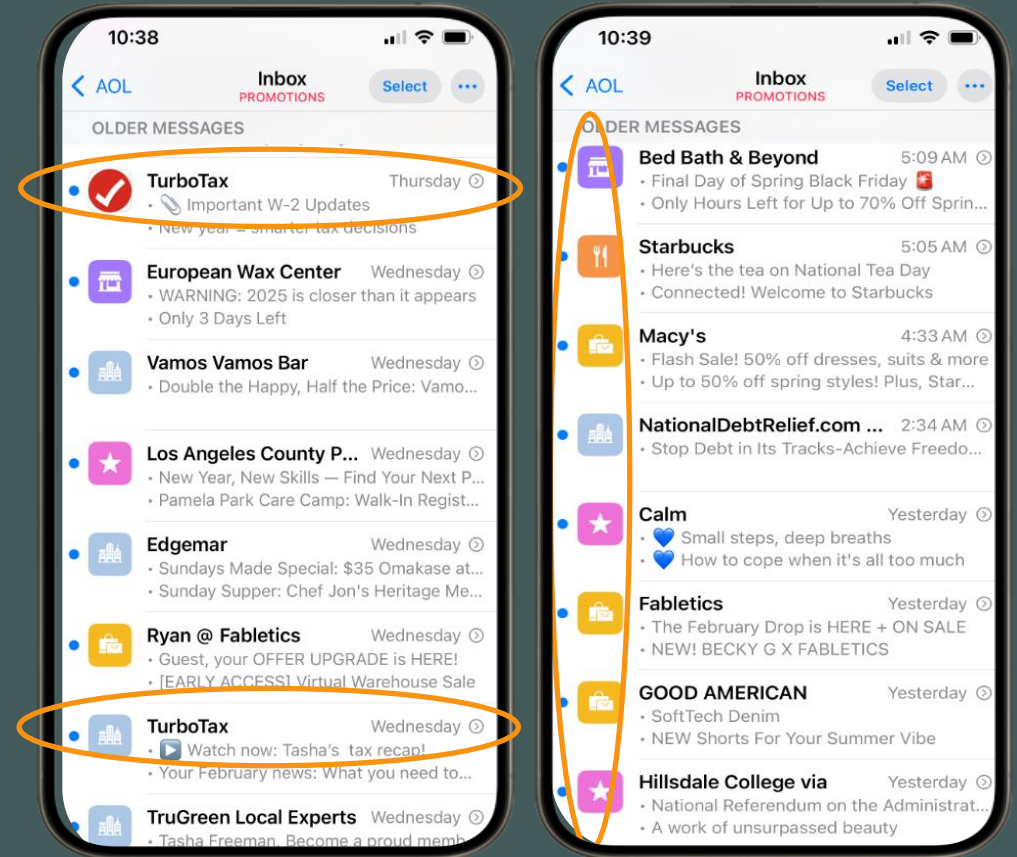 10:38
AOL
Inbox
PROMOTIONS
Select
OLDER MESSAGES
TurboTax Thursday
• 📎 Important W-2 Updates
• New year = smarter tax decisions
European Wax Center Wednesday
• WARNING: 2025 is closer than it appears
• Only 3 Days Left
Vamos Vamos Bar Wednesday
• Double the Happy, Half the Price: Vamo...
Los Angeles County P... Wednesday
• New Year, New Skills — Find Your Next P...
• Pamela Park Care Camp: Walk-In Regist...
Edgemar Wednesday
• Sundays Made Special: $35 Omakase at...
• Sunday Supper: Chef Jon's Heritage Me...
Ryan @ Fabletics Wednesday
• Guest, your OFFER UPGRADE is HERE!
• [EARLY ACCESS] Virtual Warehouse Sale
TurboTax Wednesday
• ▶️ Watch now: Tasha's tax recap!
• Your February news: What you need to...
TruGreen Local Experts Wednesday
• Tasha Freeman, Become a proud memb
10:39
AOL
Inbox
PROMOTIONS
Select
OLDER MESSAGES
Bed Bath & Beyond 5:09 AM
• Final Day of Spring Black Friday 🚨
• Only Hours Left for Up to 70% Off Sprin...
Starbucks 5:05 AM
• Here's the tea on National Tea Day
• Connected! Welcome to Starbucks
Macy's 4:33 AM
• Flash Sale! 50% off dresses, suits & more
• Up to 50% off spring styles! Plus, Star...
NationalDebtRelief.com ... 2:34 AM
• Stop Debt in Its Tracks-Achieve Freedo...
Calm Yesterday
• 💙 Small steps, deep breaths
• 💙 How to cope when it's all too much
Fabletics Yesterday
• The February Drop is HERE + ON SALE
• NEW! BECKY G X FABLETICS
GOOD AMERICAN Yesterday
• SoftTech Denim
• NEW Shorts For Your Summer Vibe
Hillsdale College via Yesterday
• National Referendum on the Administrat...
• A work of unsurpassed beauty